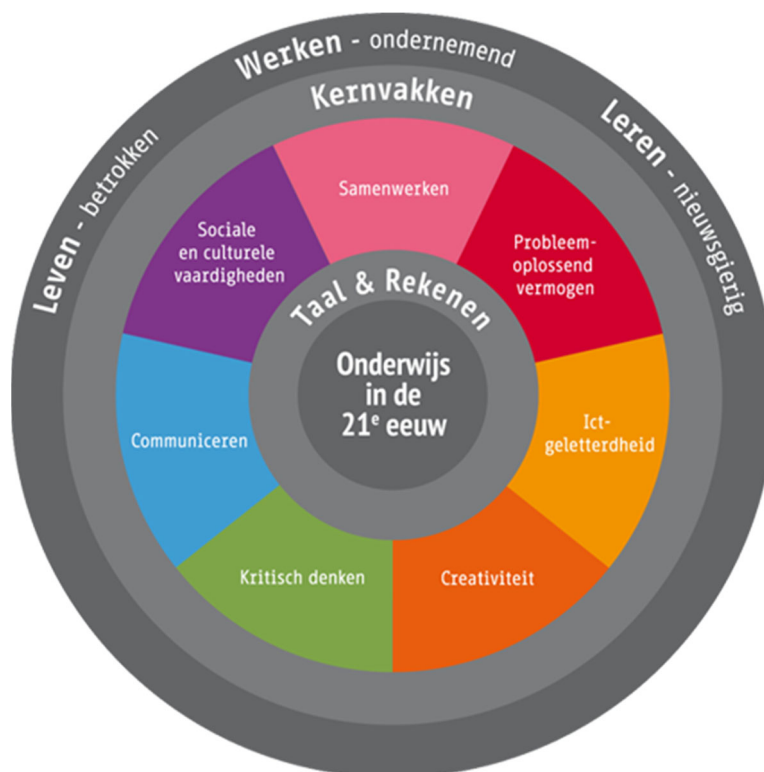 Werken - ondernemend
Leven - betrokken
Leren - nieuwsgierig
Kernvakken
Samenwerken
Sociale
en culturele
vaardigheden
Probleem-
oplossend
vermogen
Taal & Rekenen
Onderwijs
in de
21e eeuw
Communiceren
Ict-
geletterdheid
Kritisch denken
Creativiteit